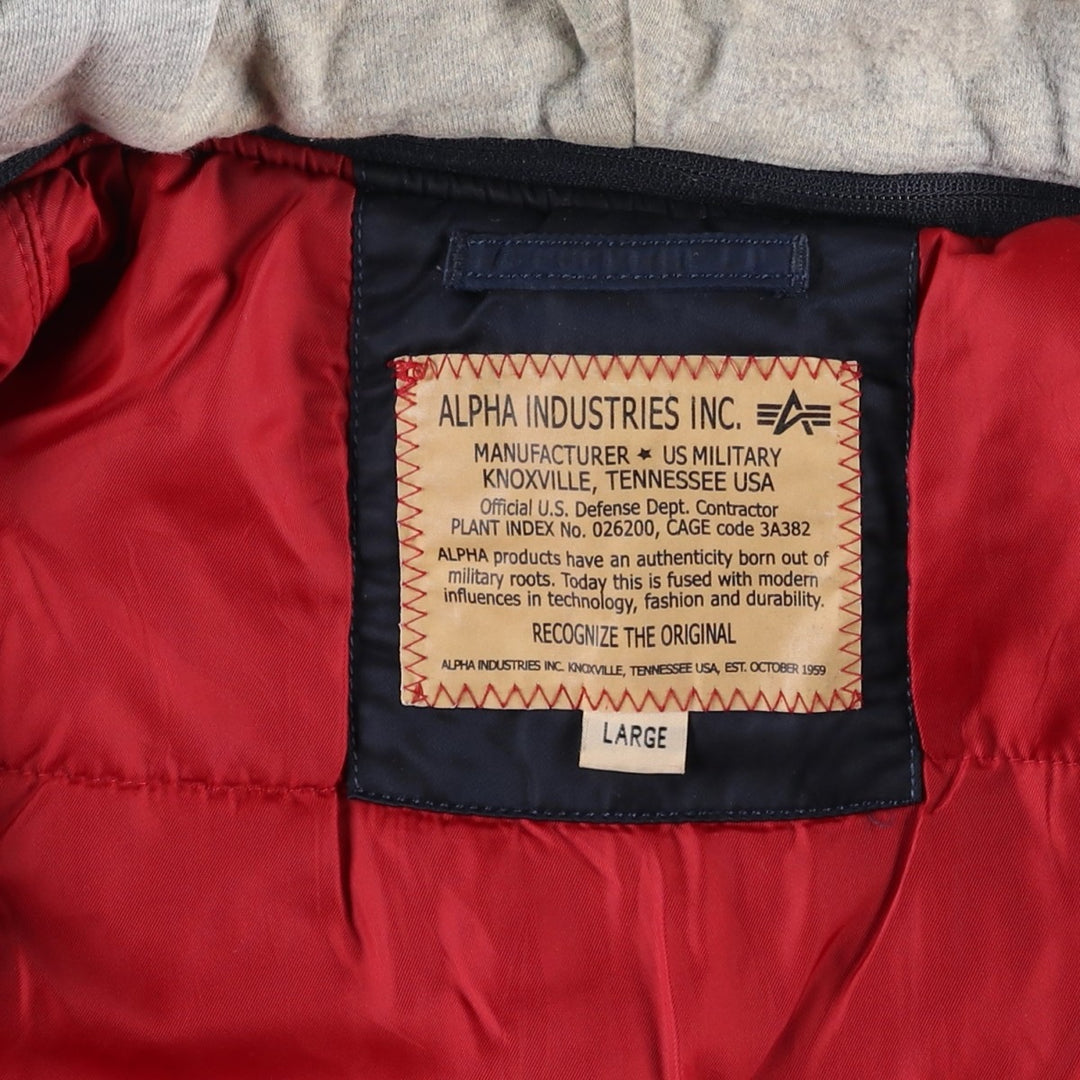 ALPHA INDUSTRIES INC.
MANUFACTURER ★ US MILITARY
KNOXVILLE, TENNESSEE USA
Official U.S. Defense Dept. Contractor
PLANT INDEX No. 026200, CAGE code 3A382
ALPHA products have an authenticity born out of
military roots. Today this is fused with modern
influences in technology, fashion and durability.
RECOGNIZE THE ORIGINAL
ALPHA INDUSTRIES INC. KNOXVILLE, TENNESSEE USA, EST. OCTOBER 1959
LARGE